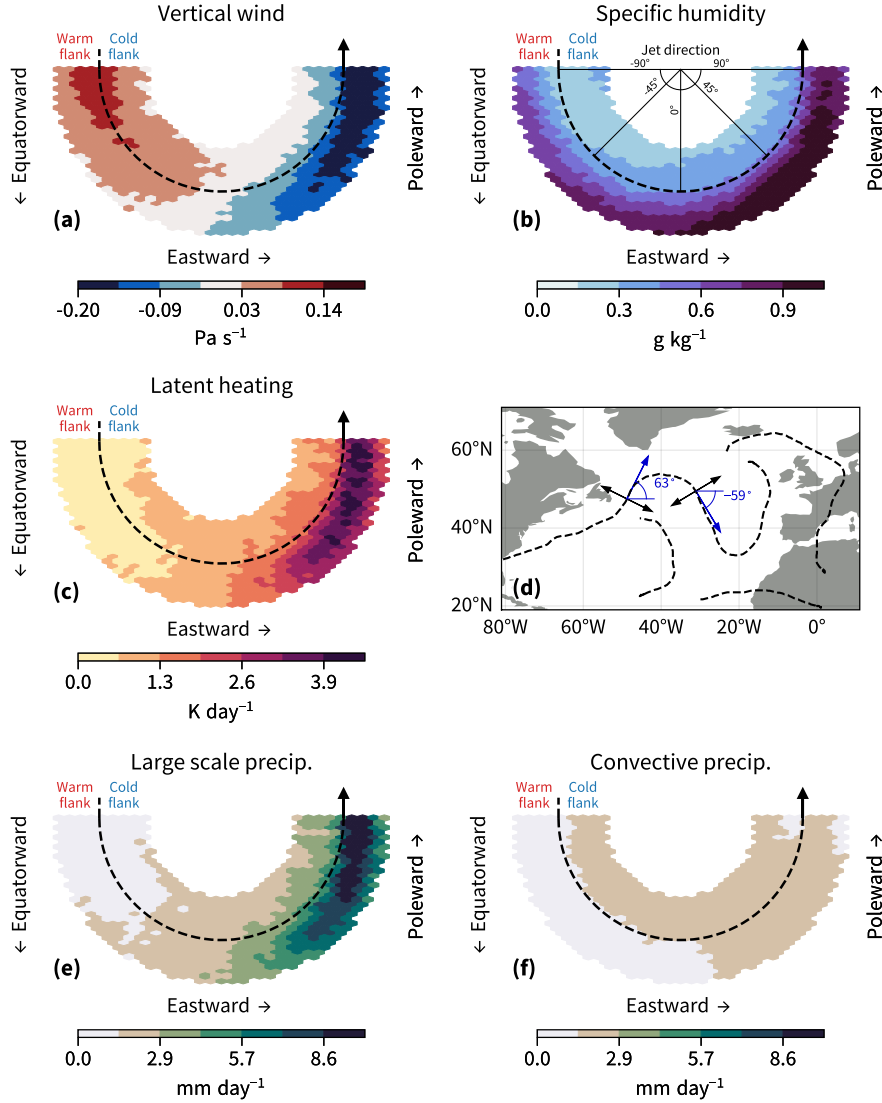 Vertical wind
Warm flank
Cold flank
← Equatorward
Poleward →
(a)
Eastward →
-0.20 -0.09 0.03 0.14
Pa s⁻¹
Specific humidity
Warm flank
Cold flank
Jet direction
-90° 90°
-45° 45°
0°
← Equatorward
Poleward →
(b)
Eastward →
0.0 0.3 0.6 0.9
g kg⁻¹
Latent heating
Warm flank
Cold flank
← Equatorward
Poleward →
(c)
Eastward →
0.0 1.3 2.6 3.9
K day⁻¹
60°N
40°N
20°N
63°
−59°
(d)
80°W 60°W 40°W 20°W 0°
Large scale precip.
Warm flank
Cold flank
← Equatorward
Poleward →
(e)
Eastward →
0.0 2.9 5.7 8.6
mm day⁻¹
Convective precip.
Warm flank
Cold flank
← Equatorward
Poleward →
(f)
Eastward →
0.0 2.9 5.7 8.6
mm day⁻¹